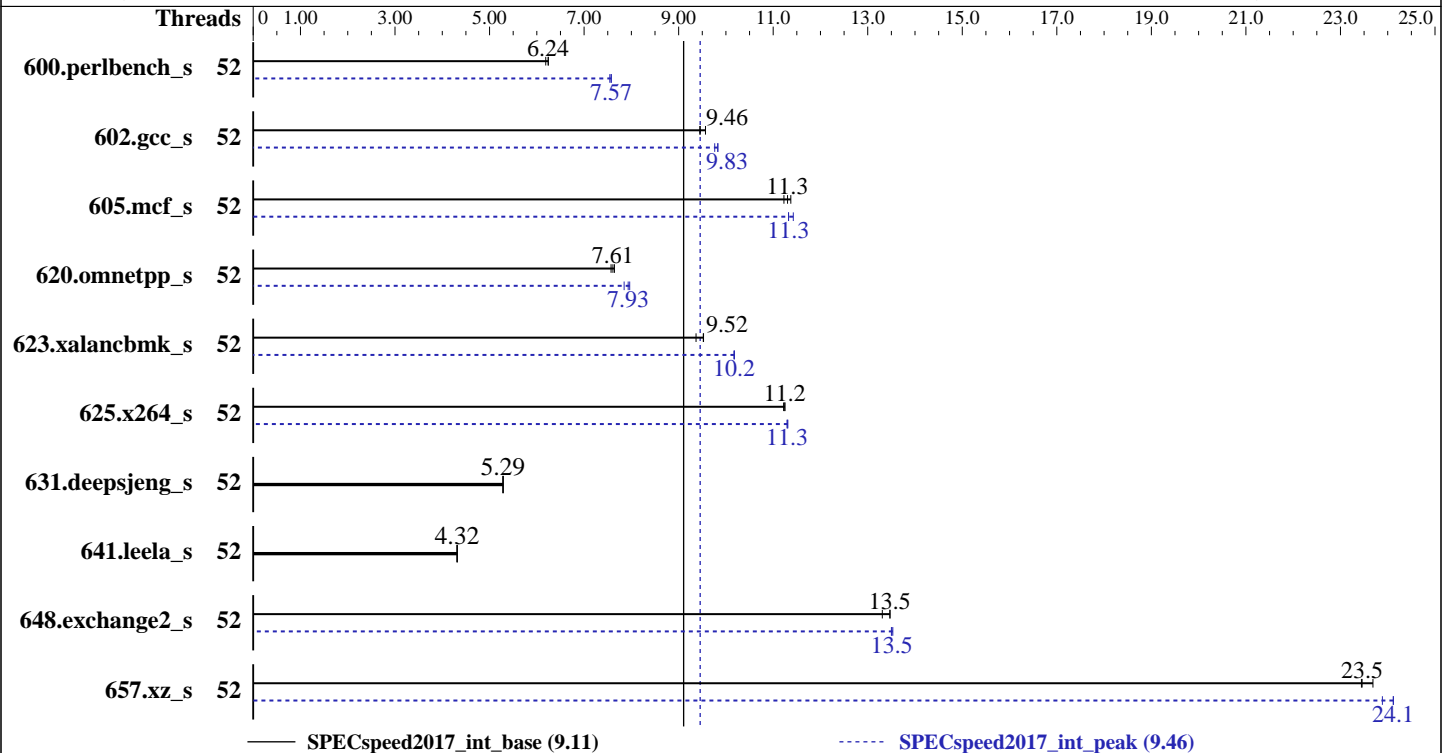 Threads 0 1.00 3.00 5.00 7.00 9.00 11.0 13.0 15.0 17.0 19.0 21.0 23.0 25.0
6.24
600.perlbench_s 52
7.57
9.46
602.gcc_s 52
9.83
11.3
605.mcf_s 52
11.3
7.61
620.omnetpp_s 52
7.93
9.52
623.xalancbmk_s 52
10.2
11.2
625.x264_s 52
11.3
5.29
631.deepsjeng_s 52
4.32
641.leela_s 52
13.5
648.exchange2_s 52
13.5
23.5
657.xz_s 52
24.1
SPECspeed2017_int_base (9.11) SPECspeed2017_int_peak (9.46)